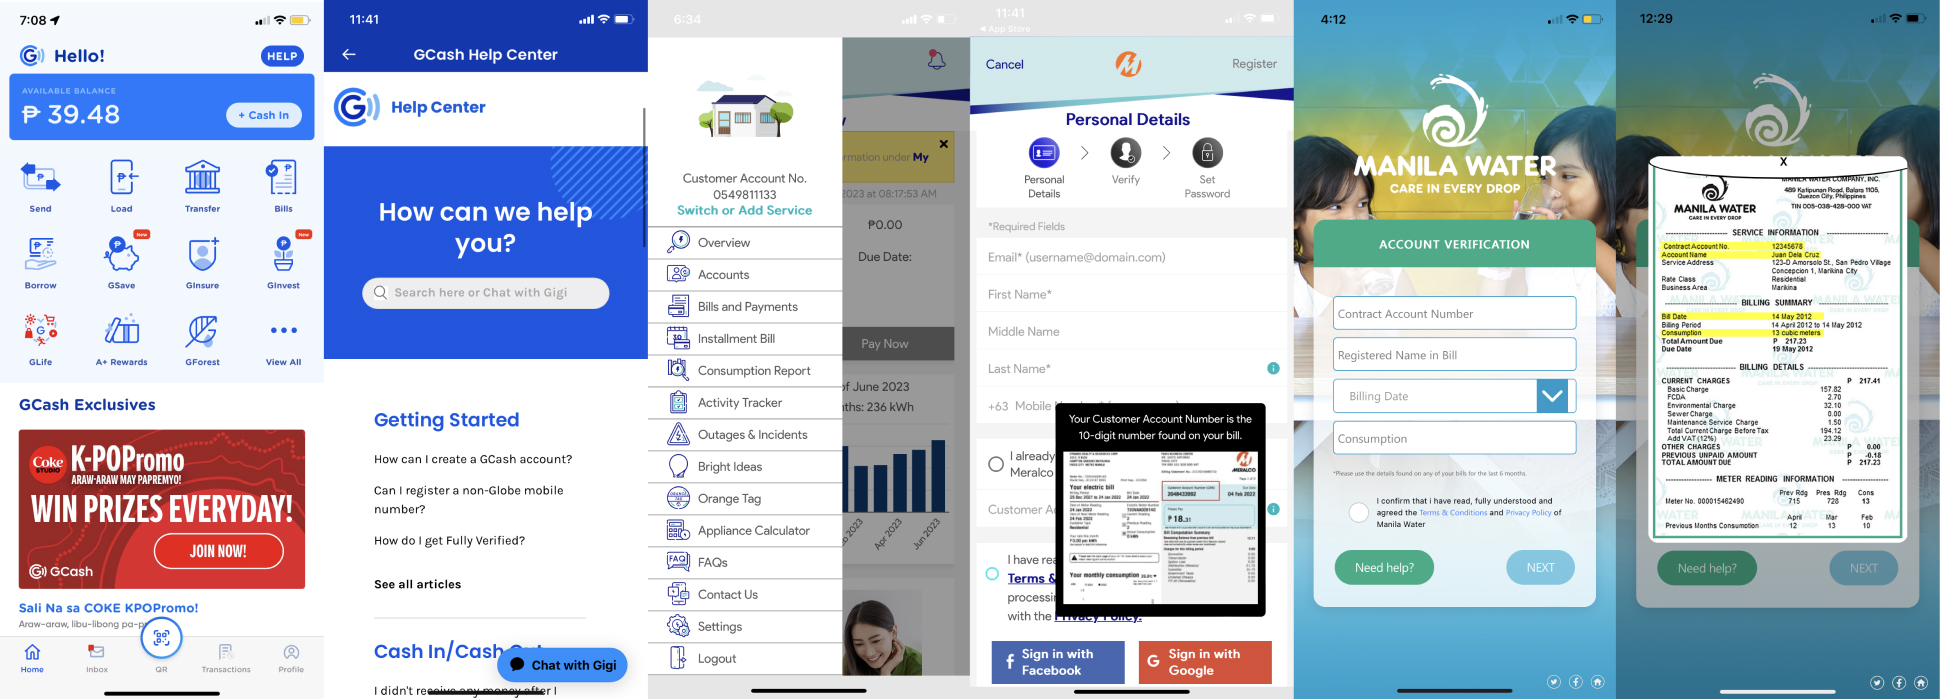 7:08
Hello!
HELP
AVAILABLE BALANCE
₱ 39.48
+ Cash In
Send
Load
Transfer
Bills
New
New
Borrow
GSave
GInsure
GInvest
GLife
A+ Rewards
GForest
View All
GCash Exclusives
Coke
STUDIO
K-POPromo
ARAW-ARAW MAY PAPREMYO!
WIN PRIZES EVERYDAY!
JOIN NOW!
GCash
Sali Na sa COKE KPOPromo!
Araw-araw, libu-libong pa-p
Home
Inbox
QR
Transactions
Profile
11:41
GCash Help Center
Help Center
How can we help
you?
Search here or Chat with Gigi
Getting Started
How can I create a GCash account?
Can I register a non-Globe mobile
number?
How do I get Fully Verified?
See all articles
Cash In/Cash Out
Chat with Gigi
I didn't receive any money after I
6:34
Customer Account No.
0549811133
Switch or Add Service
Overview
Accounts
Bills and Payments
Installment Bill
Consumption Report
Activity Tracker
Outages & Incidents
Bright Ideas
Orange Tag
Appliance Calculator
FAQs
Contact Us
Settings
Logout
rmation under My
2023 at 08:17:53 AM
₱0.00
Due Date:
Pay Now
of June 2023
ths: 236 kWh
2023
Apr 2023
Jun 2023
11:41
App Store
Cancel
Register
Personal Details
Personal
Details
Verify
Set
Password
*Required Fields
Email* (username@domain.com)
First Name*
Middle Name
Last Name*
+63 Mobile
I already
Meralco
Customer Ac
Your Customer Account Number is the
10-digit number found on your bill.
MERALCO
Your electric bill
04 Feb 2022
₱ 18.31
Your monthly consumption
I have rea
Terms &
processin
with the Privacy Policy.
Sign in with
Facebook
Sign in with
Google
4:12
MANILA WATER
CARE IN EVERY DROP
ACCOUNT VERIFICATION
Contract Account Number
Registered Name in Bill
Billing Date
Consumption
*Please use the details found on any of your bills for the last 6 months.
I confirm that i have read, fully understood and
agreed the Terms & Conditions and Privacy Policy of
Manila Water
Need help?
NEXT
12:29
X
MANILA WATER COMPANY, INC.
489 Katipunan Road, Balara 1105,
Quezon City, Philippines
TIN 005-038-428-000 VAT
MANILA WATER
CARE IN EVERY DROP
SERVICE INFORMATION
Contract Account No. 12345678
Account Name Juan Dela Cruz
Service Address 123-D Amorsolo St., San Pedro Village
Concepcion 1, Marikina City
Rate Class Residential
Business Area Marikina
BILLING SUMMARY
Bill Date 14 May 2012
Billing Period 14 April 2012 to 14 May 2012
Consumption 13 cubic meters
Total Amount Due P 217.23
Due Date 19 May 2012
BILLING DETAILS
CURRENT CHARGES P 217.41
Basic Charge 157.82
FCDA 2.70
Environmental Charge 32.10
Sewer Charge 0.00
Maintenance Service Charge 1.50
Total Current Charge Before Tax 194.12
Add VAT (12%) 23.29
OTHER CHARGES P 0.00
PREVIOUS UNPAID AMOUNT P -0.18
TOTAL AMOUNT DUE P 217.23
METER READING INFORMATION
Prev Rdg Pres Rdg Cons
Meter No. 000015462490 715 728 13
April Mar Feb
Previous Months Consumption 12 13 10
Need help?
NEXT